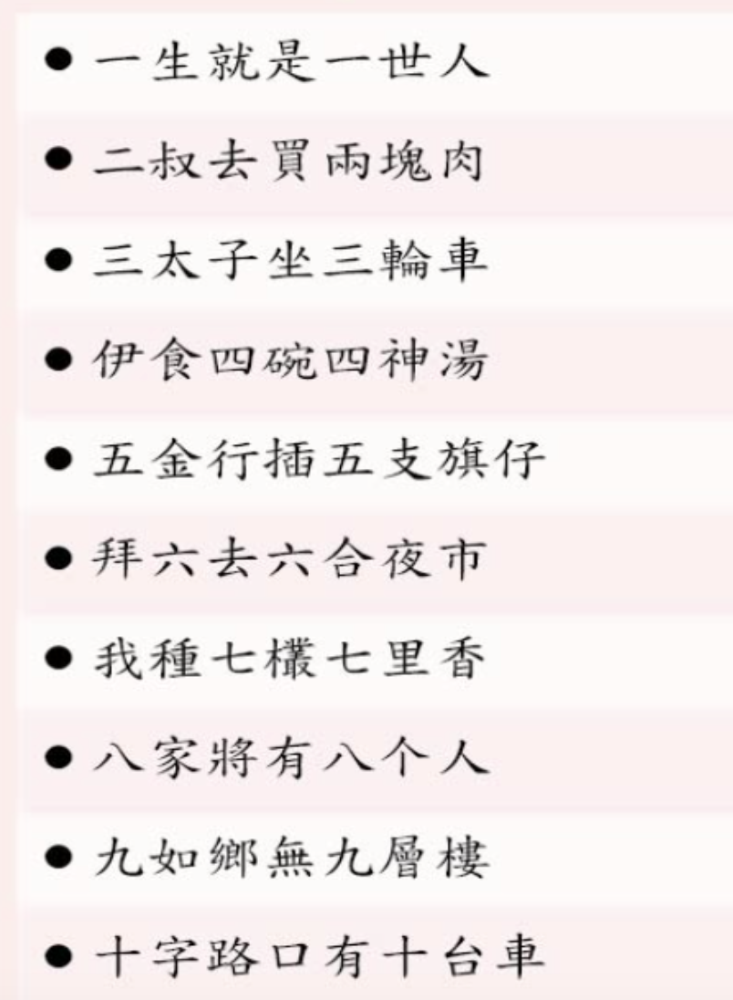 ● 一生就是一世人
● 二叔去買兩塊肉
● 三太子坐三輪車
● 伊食四碗四神湯
● 五金行插五支旗仔
● 拜六去六合夜市
● 我種七欉七里香
● 八家將有八个人
● 九如鄉無九層樓
● 十字路口有十台車